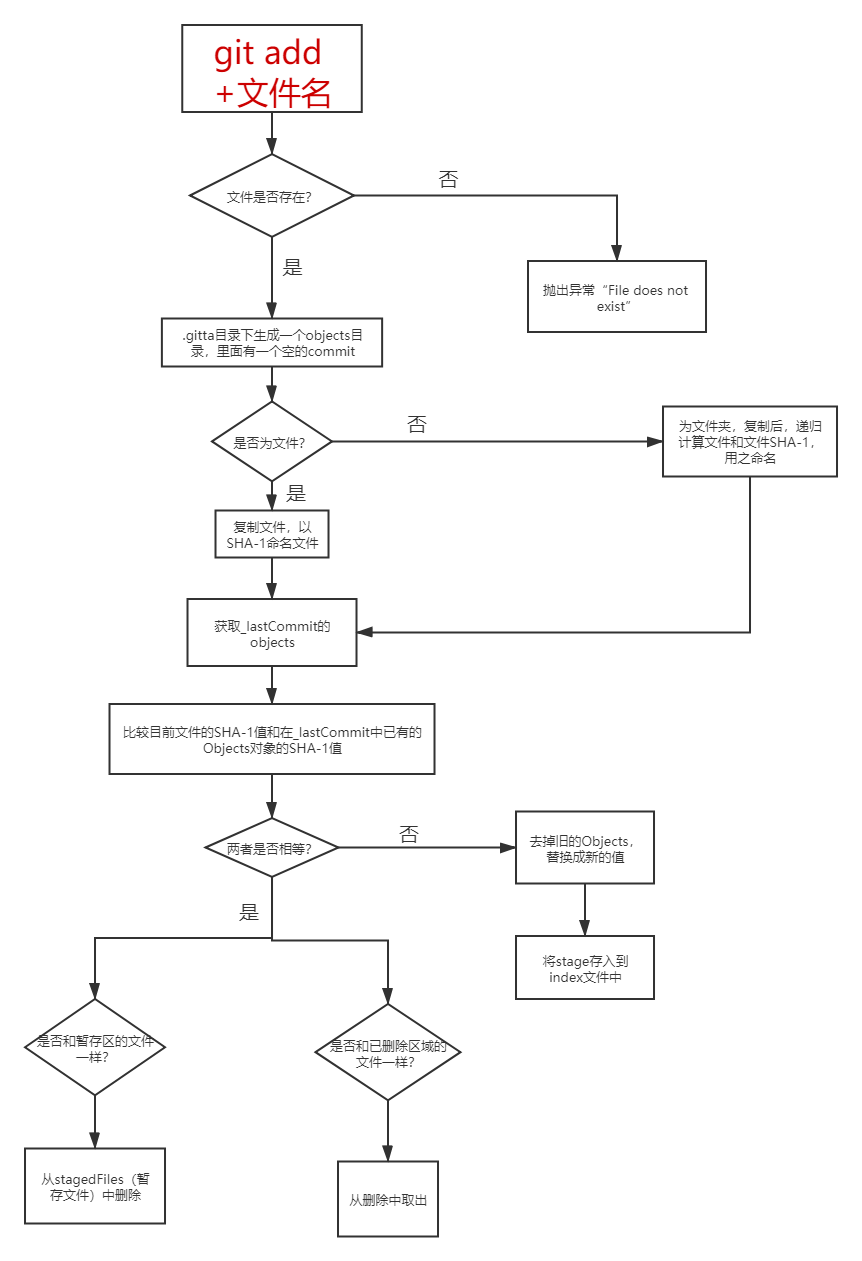 git add
+文件名
文件是否存在？
否
是
抛出异常“File does not
exist”
.gitta目录下生成一个objects目
录，里面有一个空的commit
是否为文件？
否
为文件夹，复制后，递归
计算文件和文件SHA-1，
用之命名
是
复制文件，以
SHA-1命名文件
获取_lastCommit的
objects
比较目前文件的SHA-1值和在_lastCommit中已有的
Objects对象的SHA-1值
两者是否相等？
否
去掉旧的Objects，
替换成新的值
是
将stage存入到
index文件中
是否和暂存区的文件
一样？
是否和已删除区域的
文件一样？
从stagedFiles（暂
存文件）中删除
从删除中取出